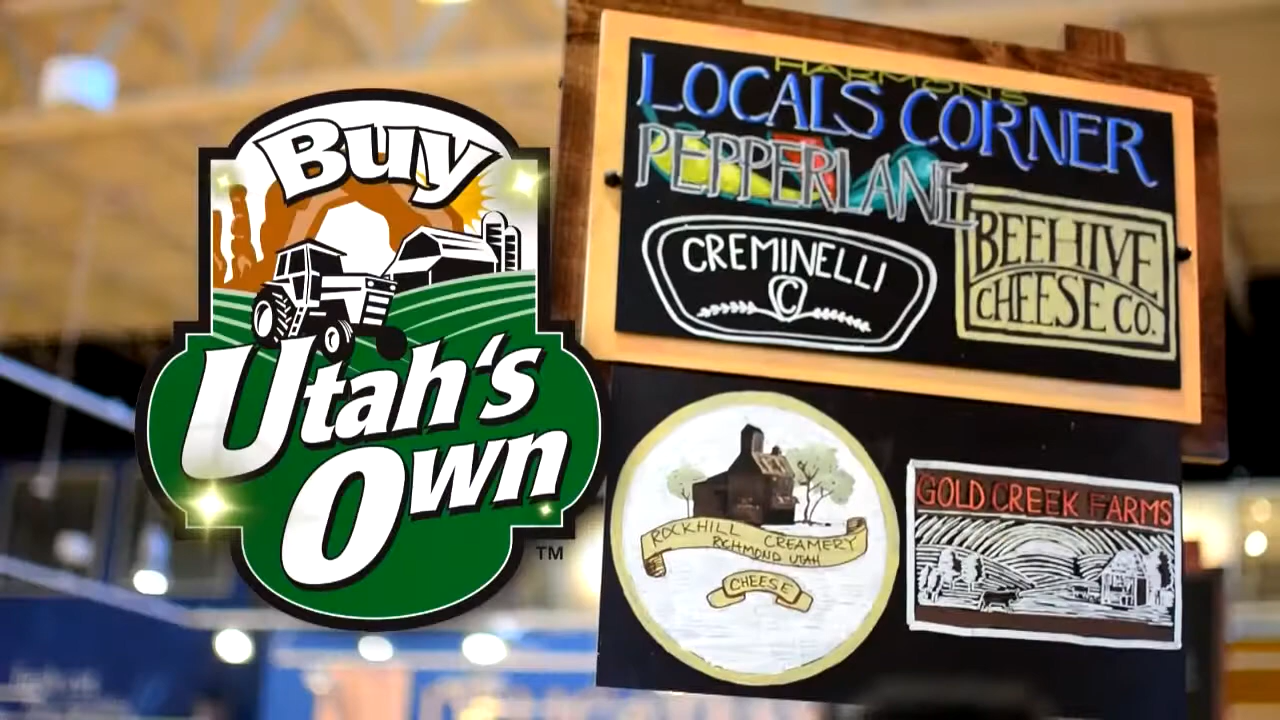 Buy
Utah's
Own
TM
HARMONS
LOCALS CORNER
PEPPERLANE
CREMINELLI
C
BEEHIVE
CHEESE CO.
ROCKHILL CREAMERY
RICHMOND UTAH
CHEESE
GOLD CREEK FARMS